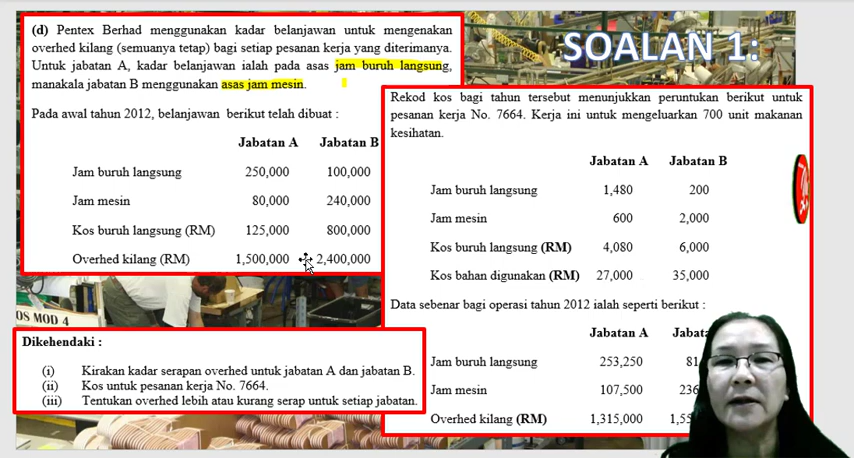 SOALAN 1:
(d) Pentex Berhad menggunakan kadar belanjawan untuk mengenakan
overhed kilang (semuanya tetap) bagi setiap pesanan kerja yang diterimanya.
Untuk jabatan A, kadar belanjawan ialah pada asas jam buruh langsung,
manakala jabatan B menggunakan asas jam mesin.
Pada awal tahun 2012, belanjawan berikut telah dibuat :
Jabatan A Jabatan B
Jam buruh langsung 250,000 100,000
Jam mesin 80,000 240,000
Kos buruh langsung (RM) 125,000 800,000
Overhed kilang (RM) 1,500,000 2,400,000
Rekod kos bagi tahun tersebut menunjukkan peruntukan berikut untuk
pesanan kerja No. 7664. Kerja ini untuk mengeluarkan 700 unit makanan
kesihatan.
Jabatan A Jabatan B
Jam buruh langsung 1,480 200
Jam mesin 600 2,000
Kos buruh langsung (RM) 4,080 6,000
Kos bahan digunakan (RM) 27,000 35,000
Data sebenar bagi operasi tahun 2012 ialah seperti berikut :
Jabatan A
Jam buruh langsung 253,250
Jam mesin 107,500
Overhed kilang (RM) 1,315,000
OS MOD 4
Dikehendaki :
(i) Kirakan kadar serapan overhed untuk jabatan A dan jabatan B.
(ii) Kos untuk pesanan kerja No. 7664.
(iii) Tentukan overhed lebih atau kurang serap untuk setiap jabatan.